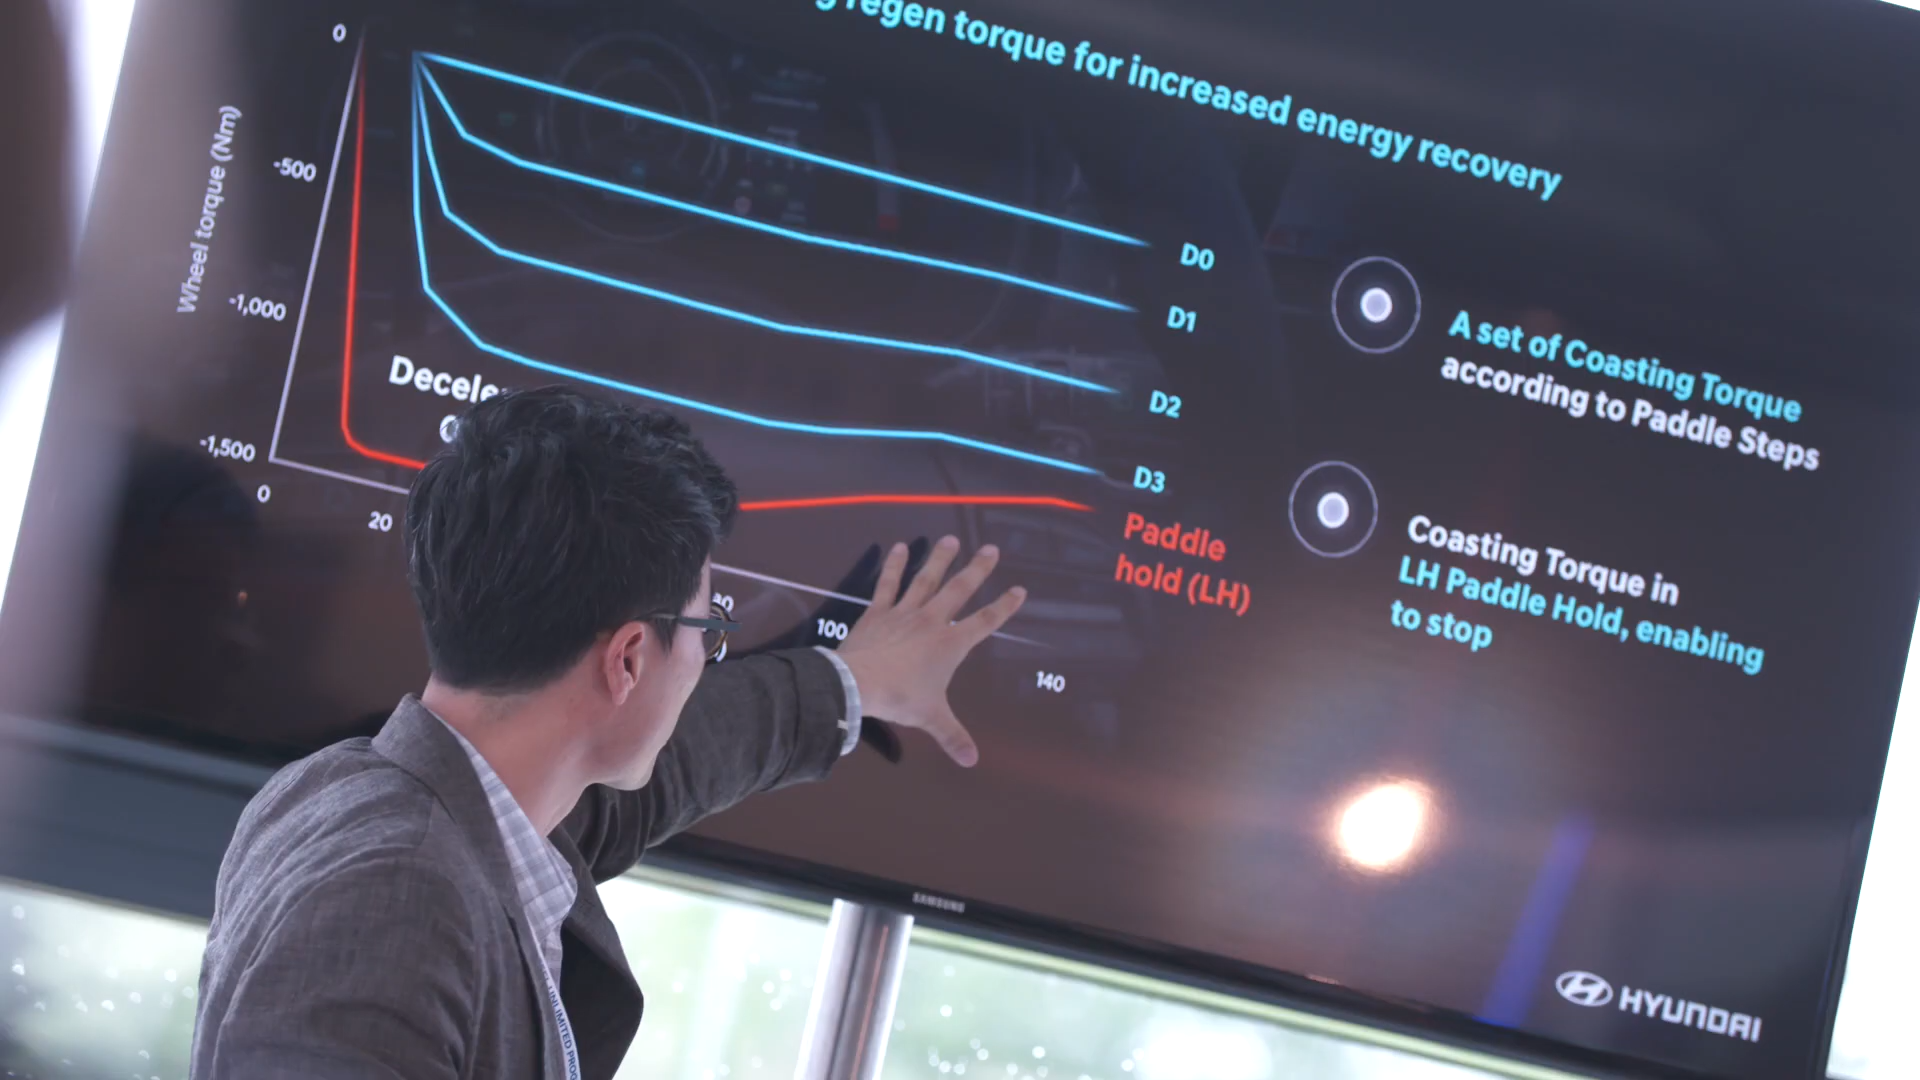 regen torque for increased energy recovery
0
-500
-1,000
-1,500
Wheel torque (Nm)
D0
D1
D2
D3
Paddle
hold (LH)
0
20
100
140
A set of Coasting Torque
according to Paddle Steps
Coasting Torque in
LH Paddle Hold, enabling
to stop
SAMSUNG
HYUNDAI
UNLIMITED